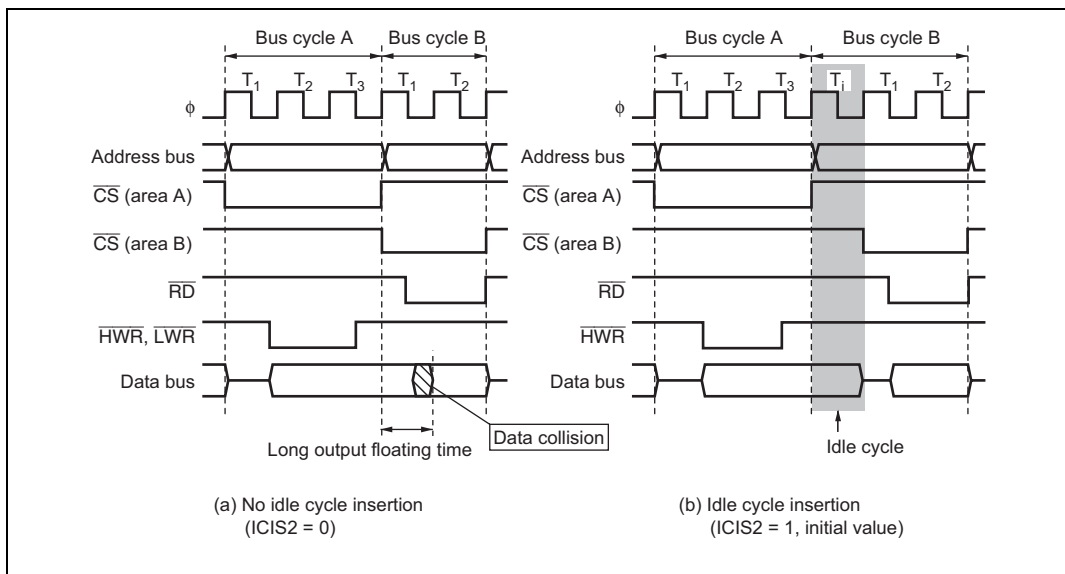 Bus cycle A Bus cycle B
T1 T2 T3 T1 T2
φ
Address bus
CS (area A)
CS (area B)
RD
HWR, LWR
Data bus
Long output floating time
Data collision
(a) No idle cycle insertion
(ICIS2 = 0)
Bus cycle A Bus cycle B
T1 T2 T3 Ti T1 T2
φ
Address bus
CS (area A)
CS (area B)
RD
HWR
Data bus
Idle cycle
(b) Idle cycle insertion
(ICIS2 = 1, initial value)